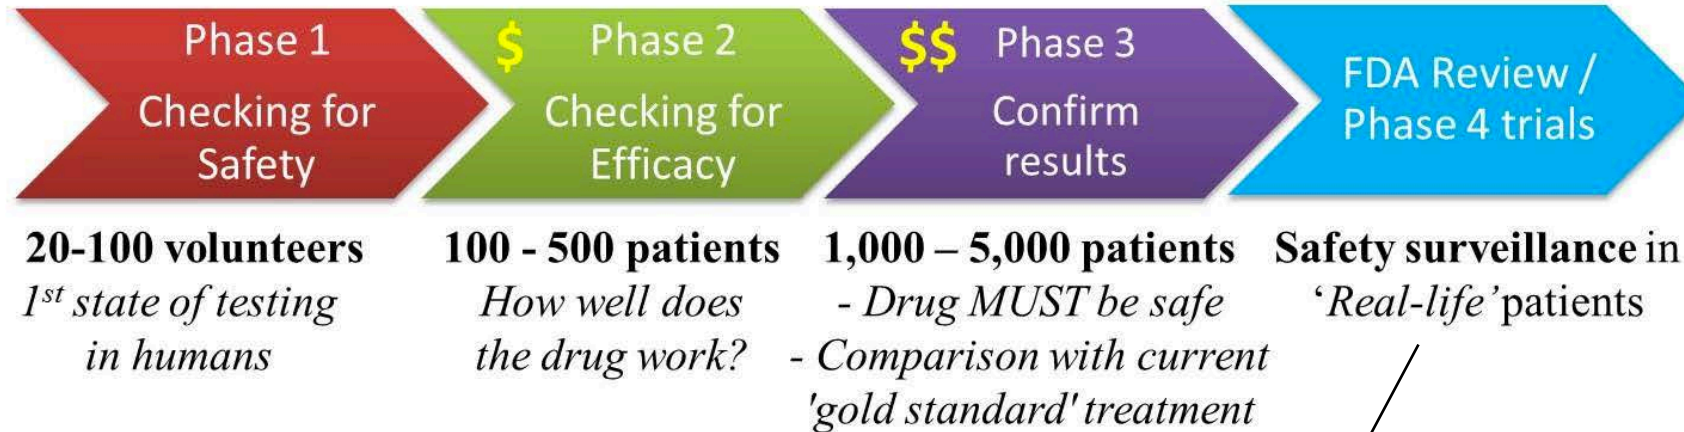 Phase 1
Checking for
Safety
20-100 volunteers
1st state of testing
in humans
$ Phase 2
Checking for
Efficacy
100 - 500 patients
How well does
the drug work?
$$ Phase 3
Confirm
results
1,000 – 5,000 patients
- Drug MUST be safe
- Comparison with current
'gold standard' treatment
FDA Review /
Phase 4 trials
Safety surveillance in
‘Real-life’patients